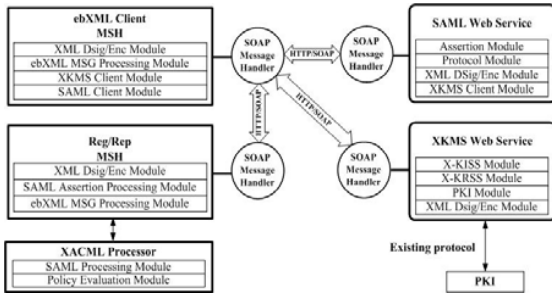 ebXML Client
MSH
XML Dsig/Enc Module
ebXML MSG Processing Module
XKMS Client Module
SAML Client Module
SOAP
Message
Handler
HTTP/SOAP
SOAP
Message
Handler
SAML Web Service
Assertion Module
Protocol Module
XML DSig/Enc Module
XKMS Client Module
HTTP/SOAP
HTTP/SOAP
Reg/Rep
MSH
XML Dsig/Enc Module
SAML Assertion Processing Module
ebXML MSG Processing Module
SOAP
Message
Handler
SOAP
Message
Handler
XKMS Web Service
X-KISS Module
X-KRSS Module
PKI Module
XML Dsig/Enc Module
XACML Processor
SAML Processing Module
Policy Evaluation Module
Existing protocol
PKI